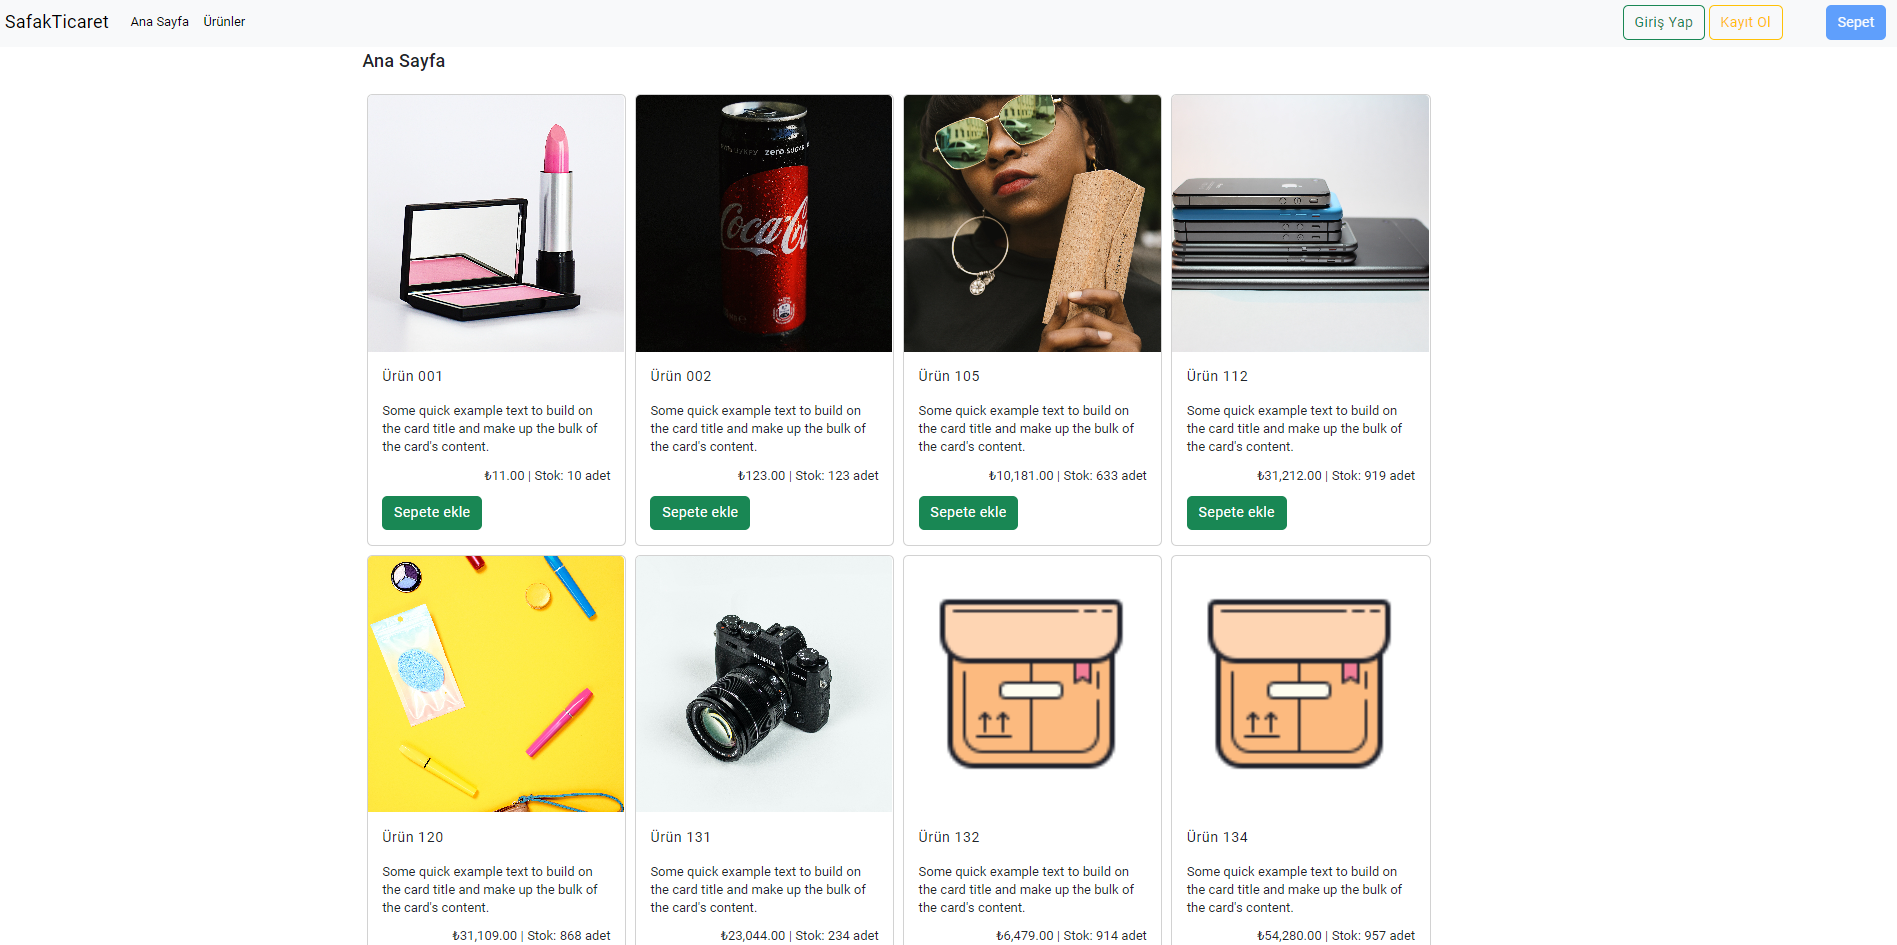 SafakTicaret Ana Sayfa Ürünler Giriş Yap Kayıt Ol Sepet
Ana Sayfa
zero sugar
Coca-Co
Ürün 001
Some quick example text to build on
the card title and make up the bulk of
the card's content.
₺11.00 | Stok: 10 adet
Sepete ekle
Ürün 002
Some quick example text to build on
the card title and make up the bulk of
the card's content.
₺123.00 | Stok: 123 adet
Sepete ekle
Ürün 105
Some quick example text to build on
the card title and make up the bulk of
the card's content.
₺10,181.00 | Stok: 633 adet
Sepete ekle
Ürün 112
Some quick example text to build on
the card title and make up the bulk of
the card's content.
₺31,212.00 | Stok: 919 adet
Sepete ekle
FUJIFILM
Ürün 120
Some quick example text to build on
the card title and make up the bulk of
the card's content.
₺31,109.00 | Stok: 868 adet
Ürün 131
Some quick example text to build on
the card title and make up the bulk of
the card's content.
₺23,044.00 | Stok: 234 adet
Ürün 132
Some quick example text to build on
the card title and make up the bulk of
the card's content.
₺6,479.00 | Stok: 914 adet
Ürün 134
Some quick example text to build on
the card title and make up the bulk of
the card's content.
₺54,280.00 | Stok: 957 adet